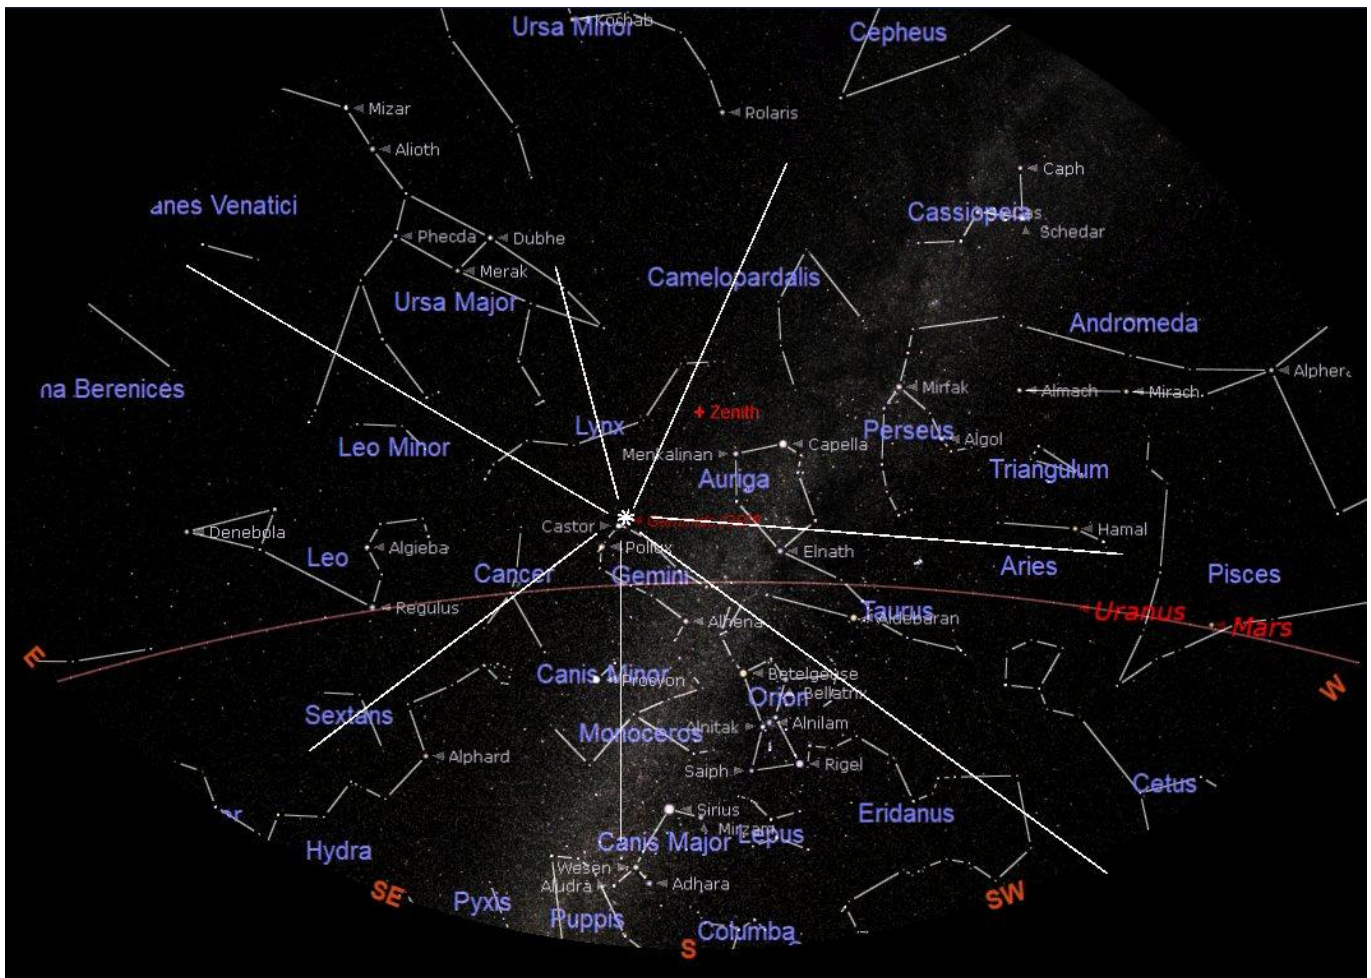 Ursa Minor
Kochab
Cepheus
Mizar
Rolaris
Alioth
Caph
anes Venatici
Cassiopeia
Schedar
Phecda
Dubhe
Merak
Ursa Major
Camelopardalis
Andromeda
na Berenices
Alphera
Mirfak
Almach
Mirach
Zenith
Lynx
Perseus
Algol
Leo Minor
Menkalinan
Capella
Auriga
Triangulum
Denebola
Castor
Hamal
Algieba
Leo
Pollux
Elnath
Cancer
Gemini
Aries
Pisces
Regulus
Taurus
Aldebaran
Uranus
Mars
Alhena
E
W
Canis Minor
Procyon
Betelgeuse
Bellatrix
Orion
Sextans
Monoceros
Alnitak
Alnilam
Alphard
Saiph
Rigel
Cetus
Sirius
Eridanus
Mirzam
Lepus
Hydra
Canis Major
Wesen
Adhara
Aludra
SE
SW
Pyxis
Puppis
Columba
S